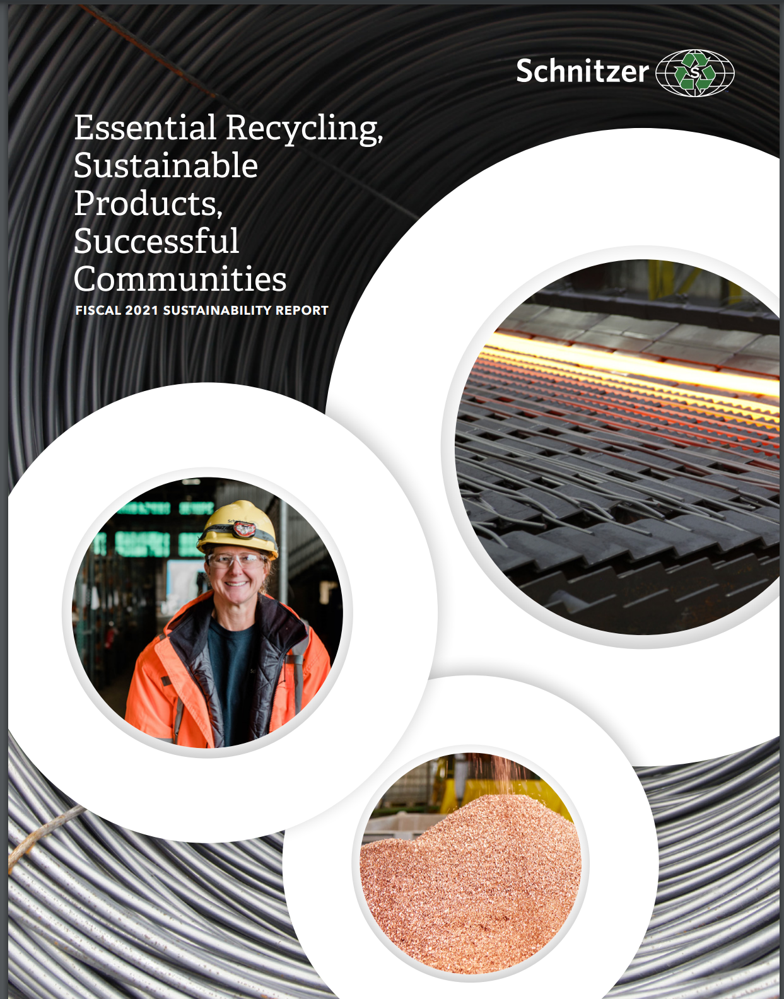 Schnitzer
S
Essential Recycling,
Sustainable
Products,
Successful
Communities
FISCAL 2021 SUSTAINABILITY REPORT